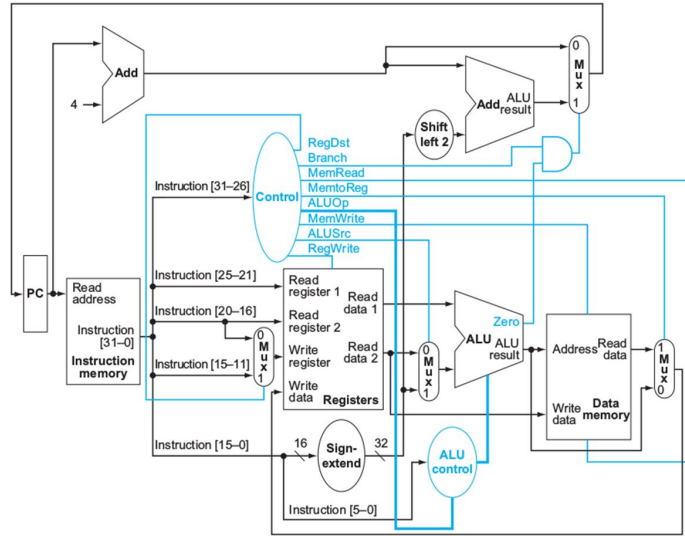 Add
4
Add ALU
result
0
Mux
1
Shift
left 2
RegDst
Branch
MemRead
MemtoReg
ALUOp
MemWrite
ALUSrc
RegWrite
Control
Instruction [31–26]
PC
Read
address
Instruction
[31–0]
Instruction
memory
Instruction [25–21]
Instruction [20–16]
Instruction [15–11]
Instruction [15–0]
0
Mux
1
Read
register 1
Read
register 2
Write
register
Write
data
Read
data 1
Read
data 2
Registers
0
Mux
1
Zero
ALU
ALU
result
Address
Read
data
Write
data
Data
memory
1
Mux
0
16
Sign-
extend
32
ALU
control
Instruction [5–0]